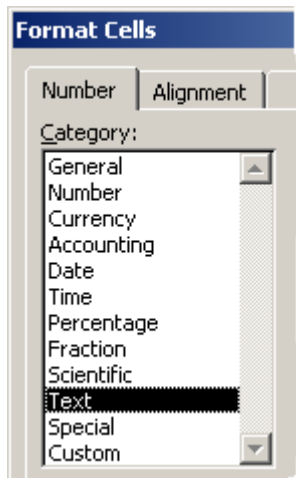 Format Cells
Number Alignment
Category:
General
Number
Currency
Accounting
Date
Time
Percentage
Fraction
Scientific
Text
Special
Custom